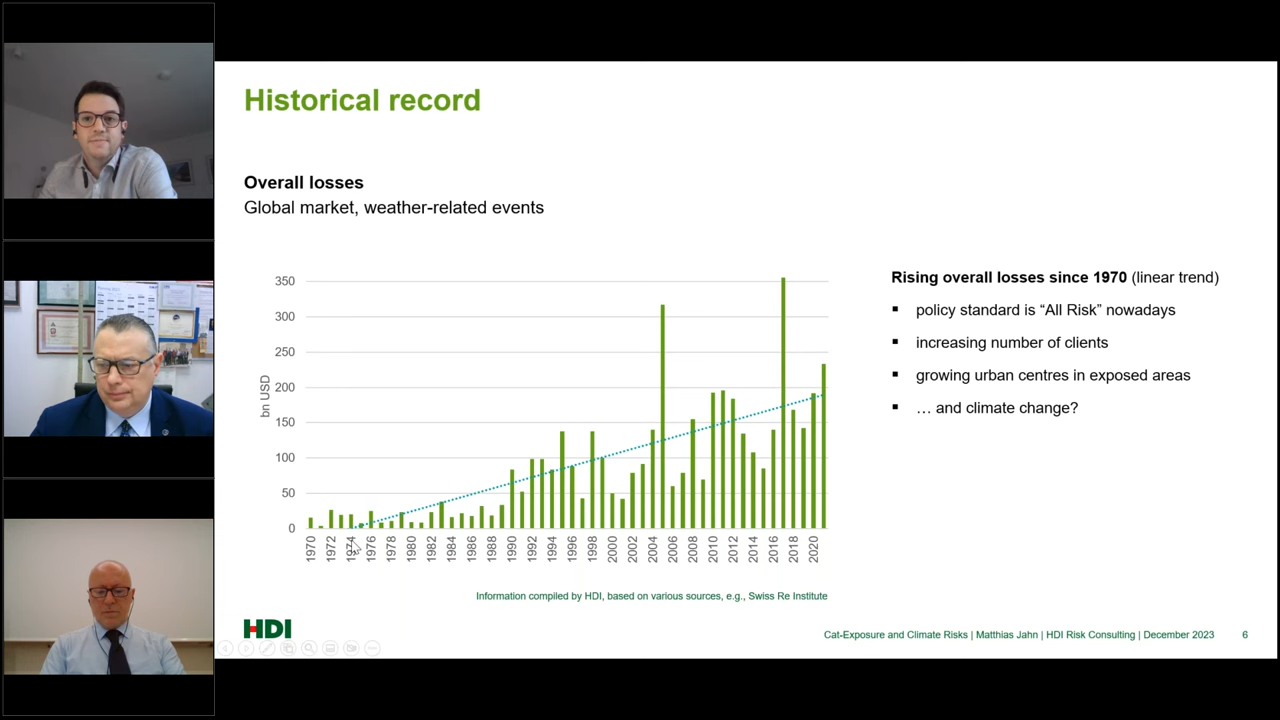 Historical record
Overall losses
Global market, weather-related events
bn USD
350
300
250
200
150
100
50
0
1970
1972
1974
1976
1978
1980
1982
1984
1986
1988
1990
1992
1994
1996
1998
2000
2002
2004
2006
2008
2010
2012
2014
2016
2018
2020
Rising overall losses since 1970 (linear trend)
▪ policy standard is “All Risk” nowadays
▪ increasing number of clients
▪ growing urban centres in exposed areas
▪ … and climate change?
Information compiled by HDI, based on various sources, e.g., Swiss Re Institute
HDI
Cat-Exposure and Climate Risks | Matthias Jahn | HDI Risk Consulting | December 2023 6